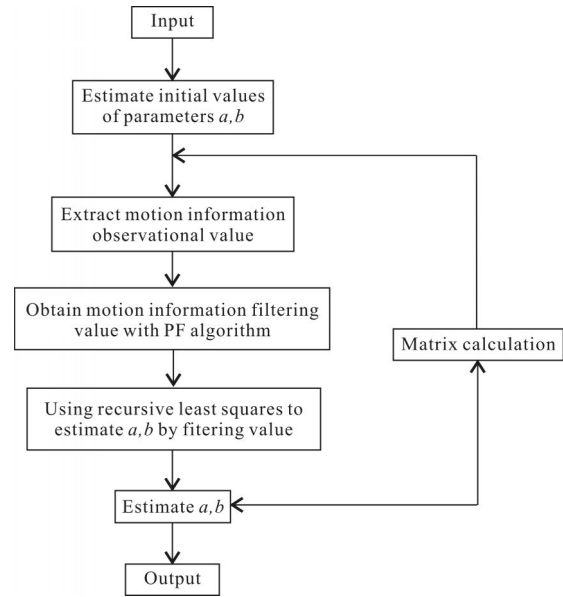 Input
Estimate initial values
of parameters a,b
Extract motion information
observational value
Obtain motion information filtering
value with PF algorithm
Matrix calculation
Using recursive least squares to
estimate a,b by fitering value
Estimate a,b
Output